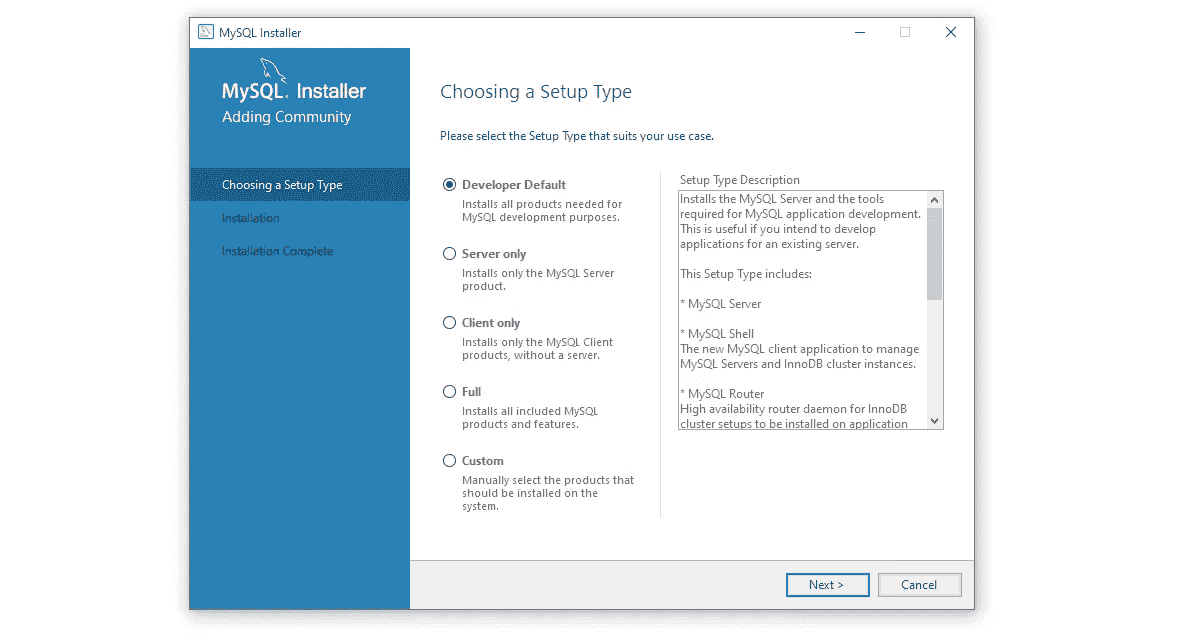 MySQL Installer
MySQL. Installer
Adding Community
Choosing a Setup Type
Installation
Installation Complete
Choosing a Setup Type
Please select the Setup Type that suits your use case.
Developer Default
Installs all products needed for
MySQL development purposes.
Server only
Installs only the MySQL Server
product.
Client only
Installs only the MySQL Client
products, without a server.
Full
Installs all included MySQL
products and features.
Custom
Manually select the products that
should be installed on the
system.
Setup Type Description
Installs the MySQL Server and the tools
required for MySQL application development.
This is useful if you intend to develop
applications for an existing server.
This Setup Type includes:
* MySQL Server
* MySQL Shell
The new MySQL client application to manage
MySQL Servers and InnoDB cluster instances.
* MySQL Router
High availability router daemon for InnoDB
cluster setups to be installed on application
Next >
Cancel